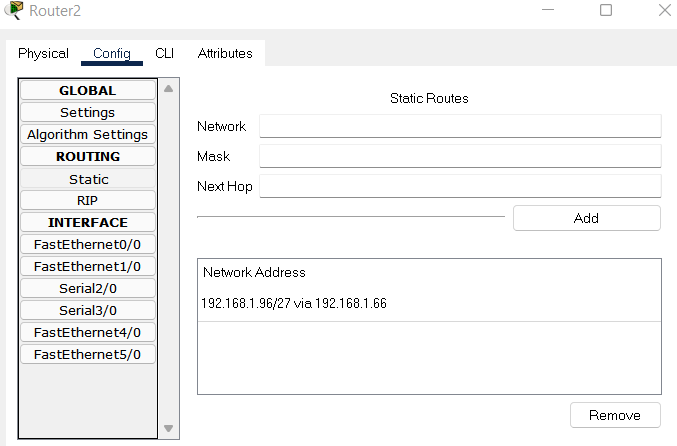 Router2
Physical Config CLI Attributes
GLOBAL
Settings
Algorithm Settings
ROUTING
Static
RIP
INTERFACE
FastEthernet0/0
FastEthernet1/0
Serial2/0
Serial3/0
FastEthernet4/0
FastEthernet5/0
Static Routes
Network
Mask
Next Hop
Add
Network Address
192.168.1.96/27 via 192.168.1.66
Remove